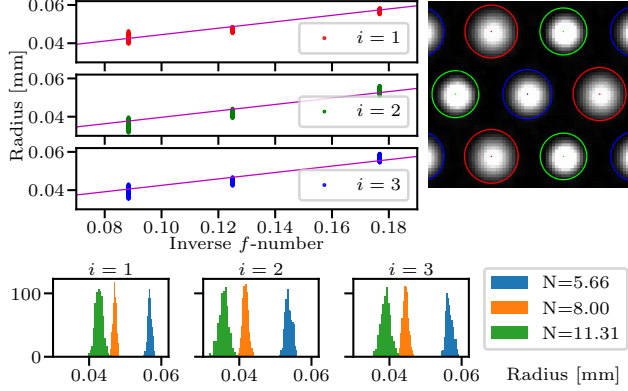 0.06
0.04
i = 1
0.06
0.04
i = 2
Radius [mm]
0.06
0.04
i = 3
0.08 0.10 0.12 0.14 0.16 0.18
Inverse f-number
i = 1 i = 2 i = 3
100
0
0.04 0.06 0.04 0.06 0.04 0.06
N=5.66
N=8.00
N=11.31
Radius [mm]